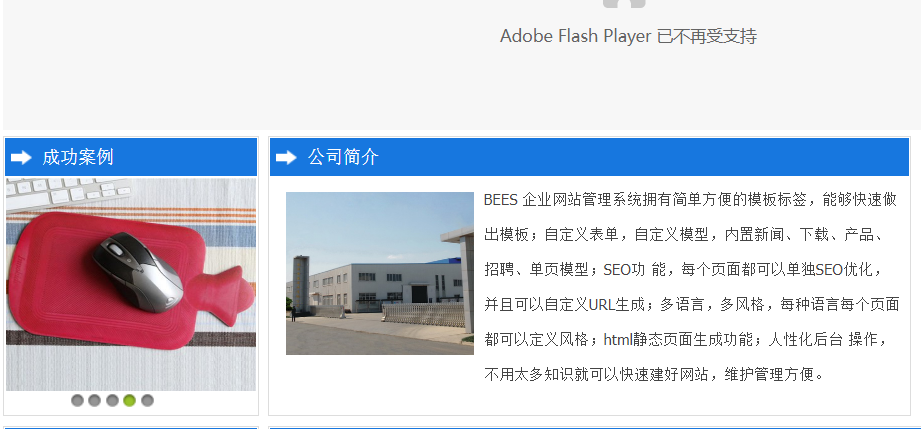 Adobe Flash Player 已不再受支持
成功案例
公司简介
BEES 企业网站管理系统拥有简单方便的模板标签，能够快速做
出模板；自定义表单，自定义模型，内置新闻、下载、产品、
招聘、单页模型；SEO功 能，每个页面都可以单独SEO优化，
并且可以自定义URL生成；多语言，多风格，每种语言每个页面
都可以定义风格；html静态页面生成功能；人性化后台 操作，
不用太多知识就可以快速建好网站，维护管理方便。